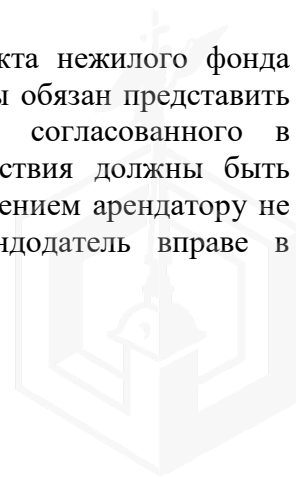 кта нежилого фонда
ы обязан представить
согласованного в
ствия должны быть
ением арендатору не
ндодатель вправе в